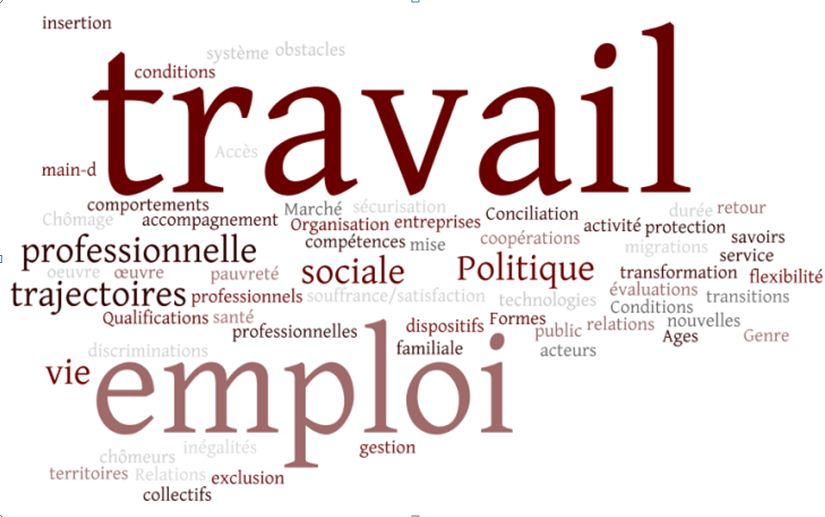 insertion
système obstacles
conditions
travail
Accès
main-d
comportements Marché sécurisation durée retour
Chômage accompagnement Organisation entreprises Conciliation activité protection
professionnelle compétences mise coopérations migrations savoirs
oeuvre œuvre pauvreté sociale Politique transformation service
trajectoires professionnels souffrance/satisfaction technologies évaluations transitions flexibilité
Qualifications santé Conditions
professionnelles dispositifs Formes public relations nouvelles
discriminations familiale acteurs Ages Genre
vie emploi
gestion
chômeurs inégalités
territoires Relations exclusion
collectifs